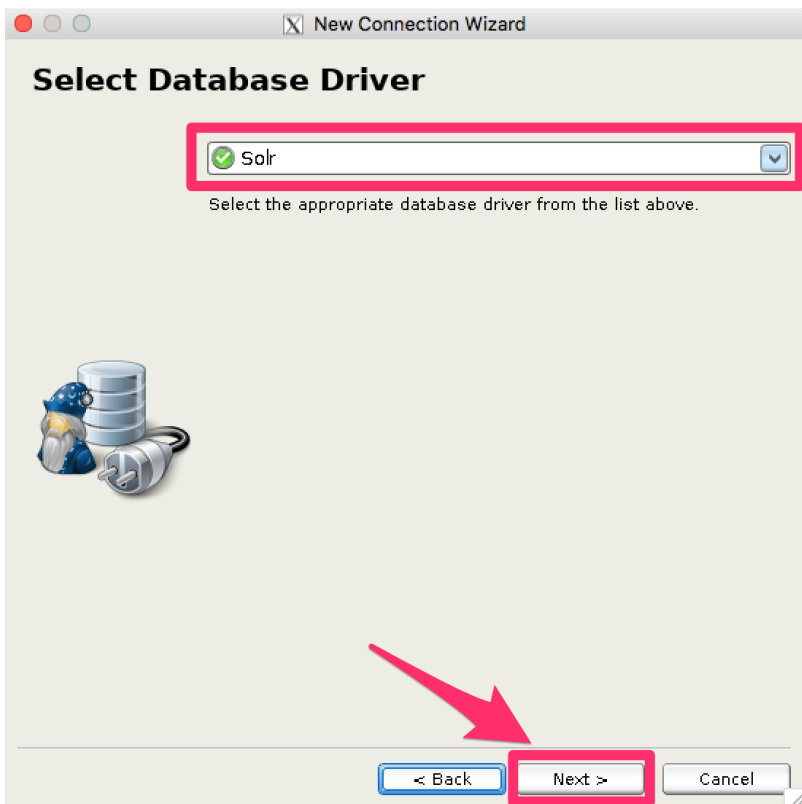 New Connection Wizard
Select Database Driver
Solr
Select the appropriate database driver from the list above.
< Back Next > Cancel